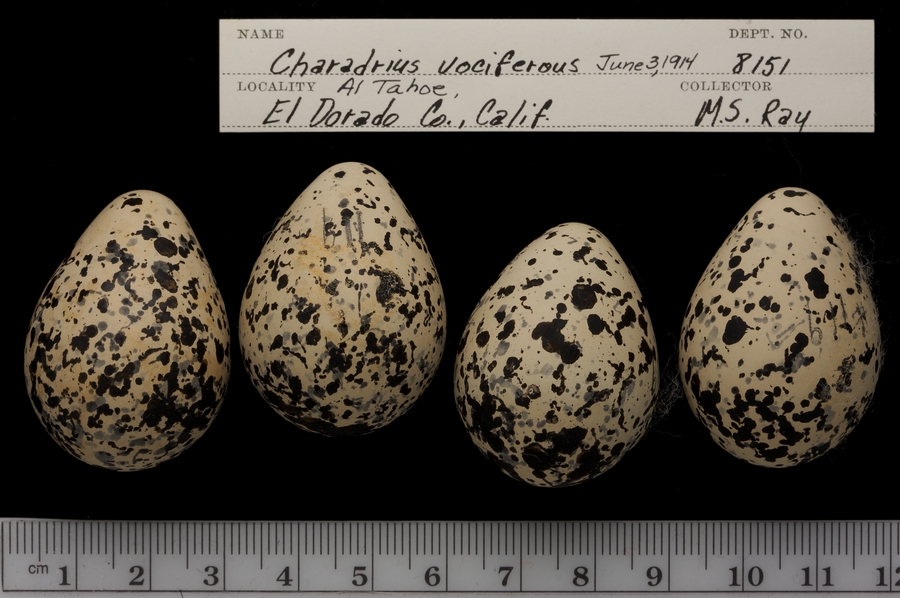 NAME DEPT. NO.
Charadrius vociferous June 3, 1914 8151
LOCALITY Al Tahoe, COLLECTOR
El Dorado Co., Calif. M.S. Ray
cm 1 2 3 4 5 6 7 8 9 10 11 12